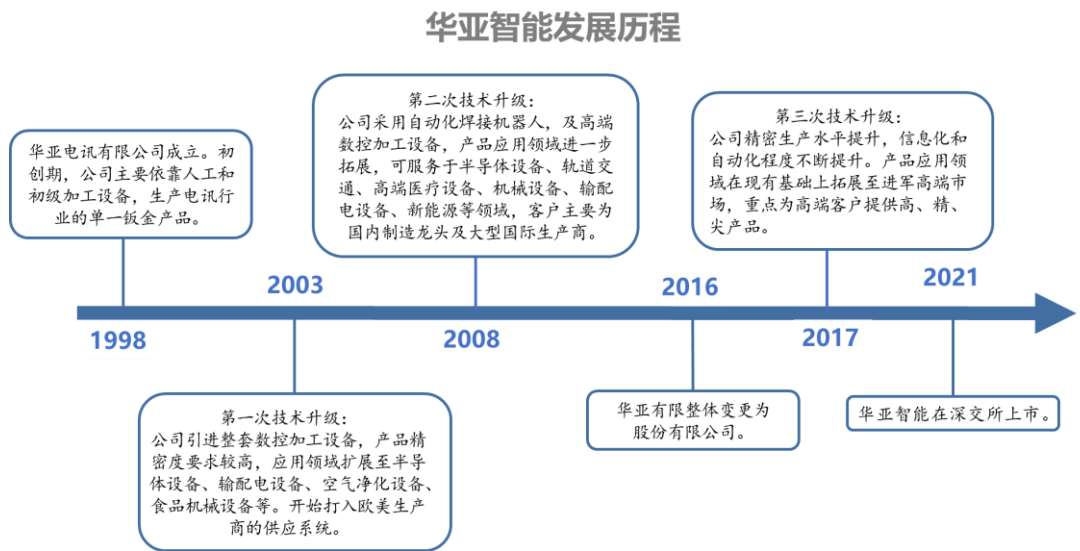 华亚智能发展历程
华亚电讯有限公司成立。初
创期，公司主要依靠人工和
初级加工设备，生产电讯行
业的单一钣金产品。
1998
2003
第一次技术升级：
公司引进整套数控加工设备，产品精
密度要求较高，应用领域扩展至半导
体设备、输配电设备、空气净化设备、
食品机械设备等。开始打入欧美生产
商的供应系统。
第二次技术升级：
公司采用自动化焊接机器人，及高端
数控加工设备，产品应用领域进一步
拓展，可服务于半导体设备、轨道交
通、高端医疗设备、机械设备、输配
电设备、新能源等领域，客户主要为
国内制造龙头及大型国际生产商。
2008
2016
华亚有限整体变更为
股份有限公司。
第三次技术升级：
公司精密生产水平提升，信息化和
自动化程度不断提升。产品应用领
域在现有基础上拓展至进军高端市
场，重点为高端客户提供高、精、
尖产品。
2017
2021
华亚智能在深交所上市。